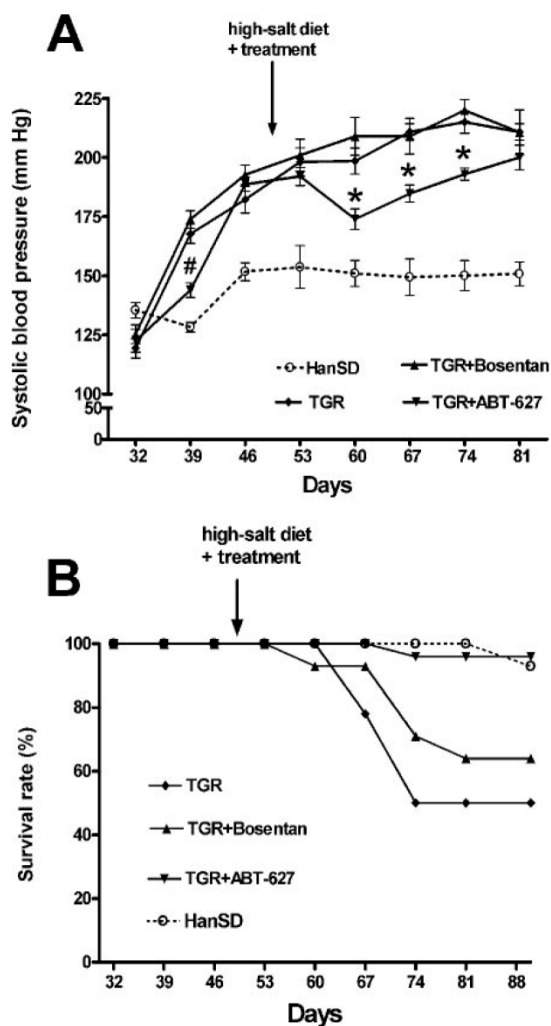 A
high-salt diet
+ treatment
Systolic blood pressure (mm Hg)
225
200
175
150
125
100
50
0
#
*
*
*
HanSD
TGR+Bosentan
TGR
TGR+ABT-627
32 39 46 53 60 67 74 81
Days
B
high-salt diet
+ treatment
Survival rate (%)
100
80
60
40
20
0
TGR
TGR+Bosentan
TGR+ABT-627
HanSD
32 39 46 53 60 67 74 81 88
Days